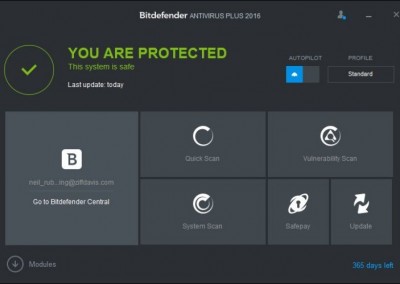 Bitdefender ANTIVIRUS PLUS 2016
YOU ARE PROTECTED
This system is safe
Last update: today
AUTOPILOT
PROFILE
Standard
B
neil_rub...ing@ziffdavis.com
Go to Bitdefender Central
Quick Scan
Vulnerability Scan
System Scan
Safepay
Update
Modules
365 days left